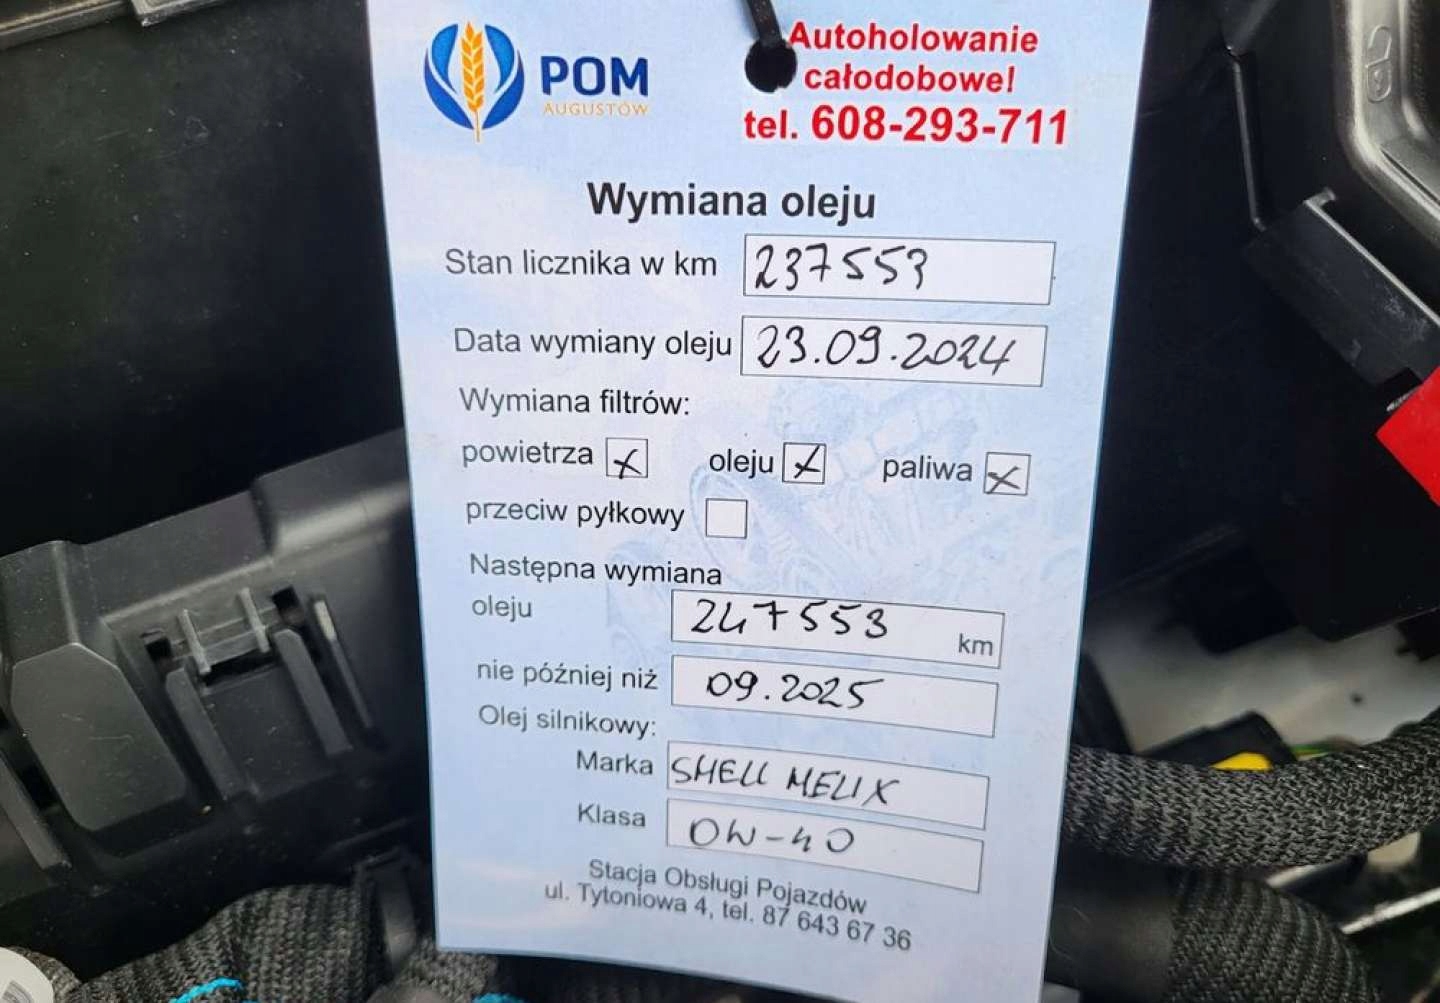 POM
AUGUSTÓW
Autoholowanie
całodobowe!
tel. 608-293-711
Wymiana oleju
Stan licznika w km 237553
Data wymiany oleju 23.09.2024
Wymiana filtrów:
powietrza x oleju x paliwa x
przeciw pyłkowy
Następna wymiana
oleju 247553 km
nie później niż 09.2025
Olej silnikowy:
Marka SHELL HELIX
Klasa 0W-40
Stacja Obsługi Pojazdów
ul. Tytoniowa 4, tel. 87 643 67 36